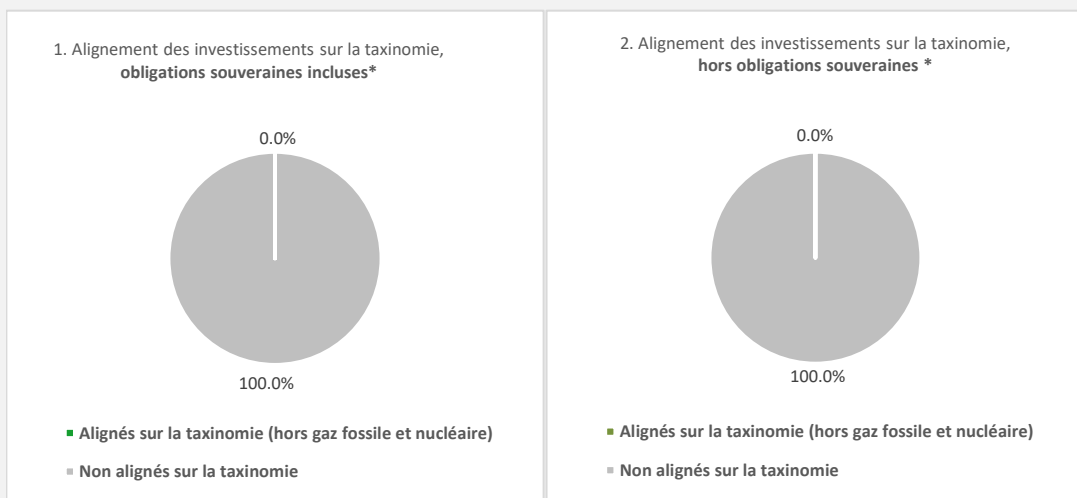 1. Alignement des investissements sur la taxinomie,
obligations souveraines incluses*
0.0%
100.0%
Alignés sur la taxinomie (hors gaz fossile et nucléaire)
Non alignés sur la taxinomie
2. Alignement des investissements sur la taxinomie,
hors obligations souveraines *
0.0%
100.0%
Alignés sur la taxinomie (hors gaz fossile et nucléaire)
Non alignés sur la taxinomie